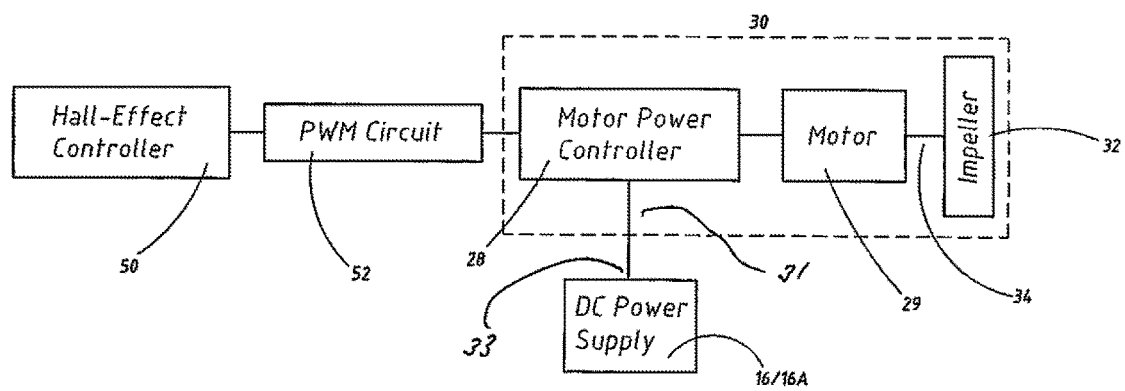 30
Hall-Effect
Controller
PWM Circuit
Motor Power
Controller
Motor
Impeller
32
50
52
28
31
29
34
33
DC Power
Supply
16/16A